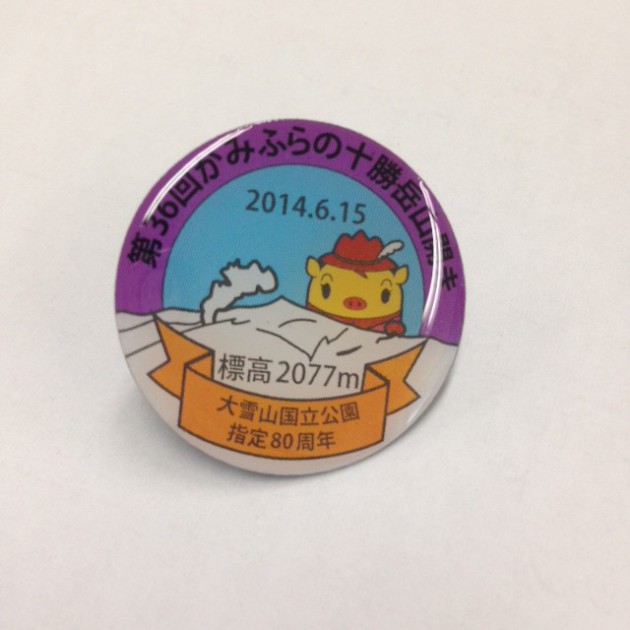 第36回かみふらの十勝岳山開き
2014.6.15
標高2077m
大雪山国立公園
指定80周年